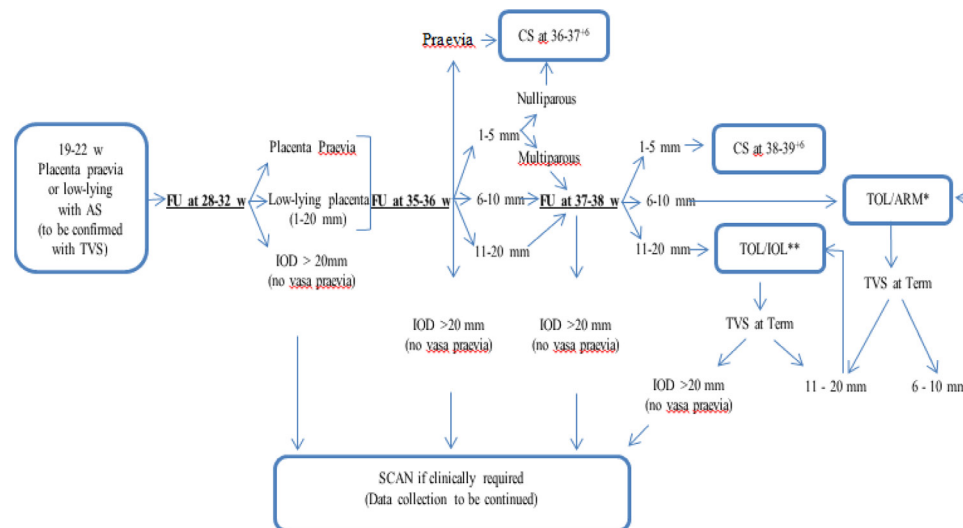 Praevia
CS at 36-37⁺⁶
Nulliparous
1-5 mm
Multiparous
19-22 w
Placenta praevia
or low-lying
with AS
(to be confirmed
with TVS)
FU at 28-32 w
Placenta Praevia
Low-lying placenta
(1-20 mm)
IOD > 20mm
(no vasa praevia)
FU at 35-36 w
6-10 mm
11-20 mm
FU at 37-38 w
1-5 mm
CS at 38-39⁺⁶
6-10 mm
TOL/ARM*
11-20 mm
TOL/IOL**
TVS at Term
TVS at Term
IOD >20 mm
(no vasa praevia)
IOD >20 mm
(no vasa praevia)
IOD >20 mm
(no vasa praevia)
11 - 20 mm
6 - 10 mm
SCAN if clinically required
(Data collection to be continued)